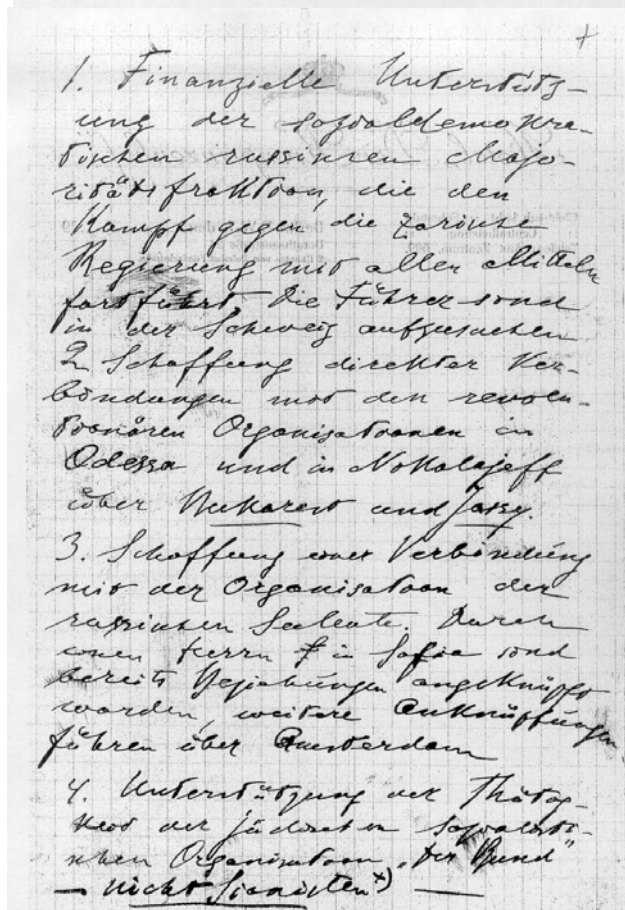 +
1. Finanzielle Unterstütz-
ung der sozialdemokra-
tischen russischen Majo-
ritätsfraktion, die den
Kampf gegen die zarische
Regierung mit allen Mitteln
fortführt. Die Führer sind
in der Schweiz aufzusuchen
2 Schaffung direkter Ver-
bindungen mit den revolu-
tionären Organisationen in
Odessa und in Nikolajeff
über Bukarest und Jassy.
3. Schaffung einer Verbindung
mit der Organisation der
russischen Seeleute. Durch
einen Herrn in Sofia sind
bereits Beziehungen angeknüpft
worden, weitere Anknüpfungen
führen über Amsterdam
4. Unterstützung der Thätig-
keit der jüdischen sozialisti-
schen Organisation „Der Bund“
— nicht Zionisten x) —